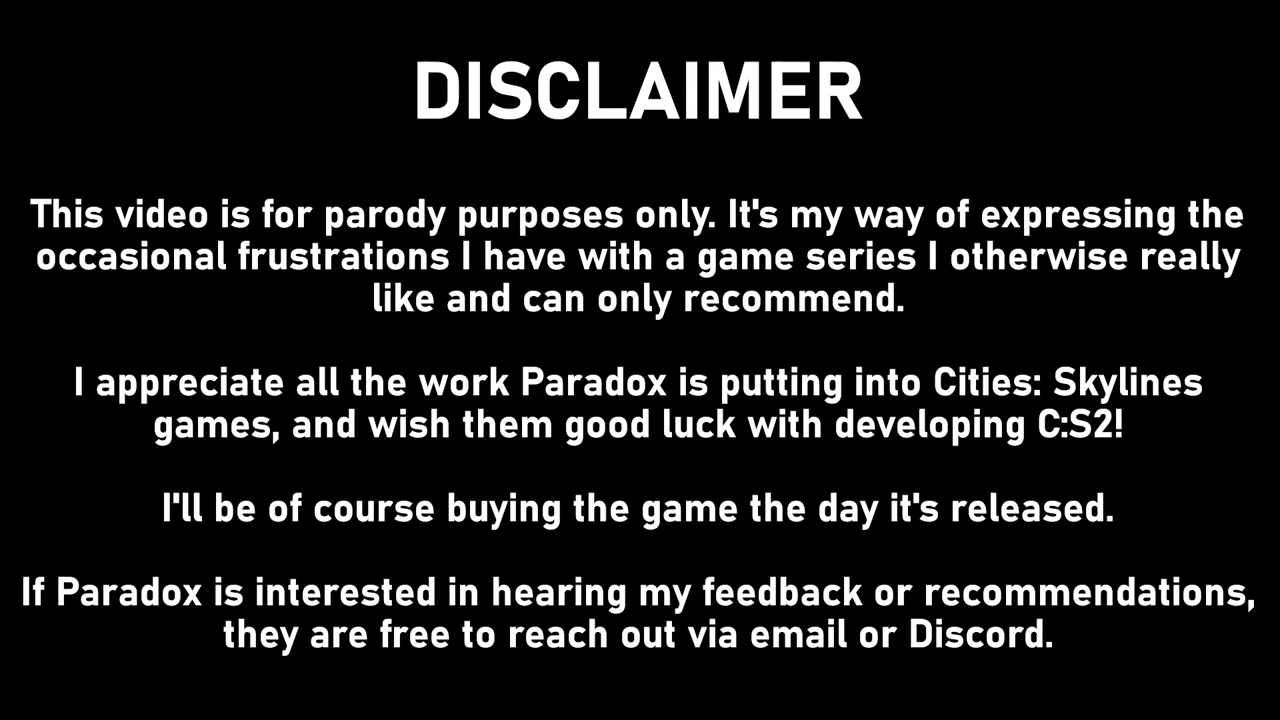 DISCLAIMER
This video is for parody purposes only. It's my way of expressing the
occasional frustrations I have with a game series I otherwise really
like and can only recommend.
I appreciate all the work Paradox is putting into Cities: Skylines
games, and wish them good luck with developing C:S2!
I'll be of course buying the game the day it's released.
If Paradox is interested in hearing my feedback or recommendations,
they are free to reach out via email or Discord.